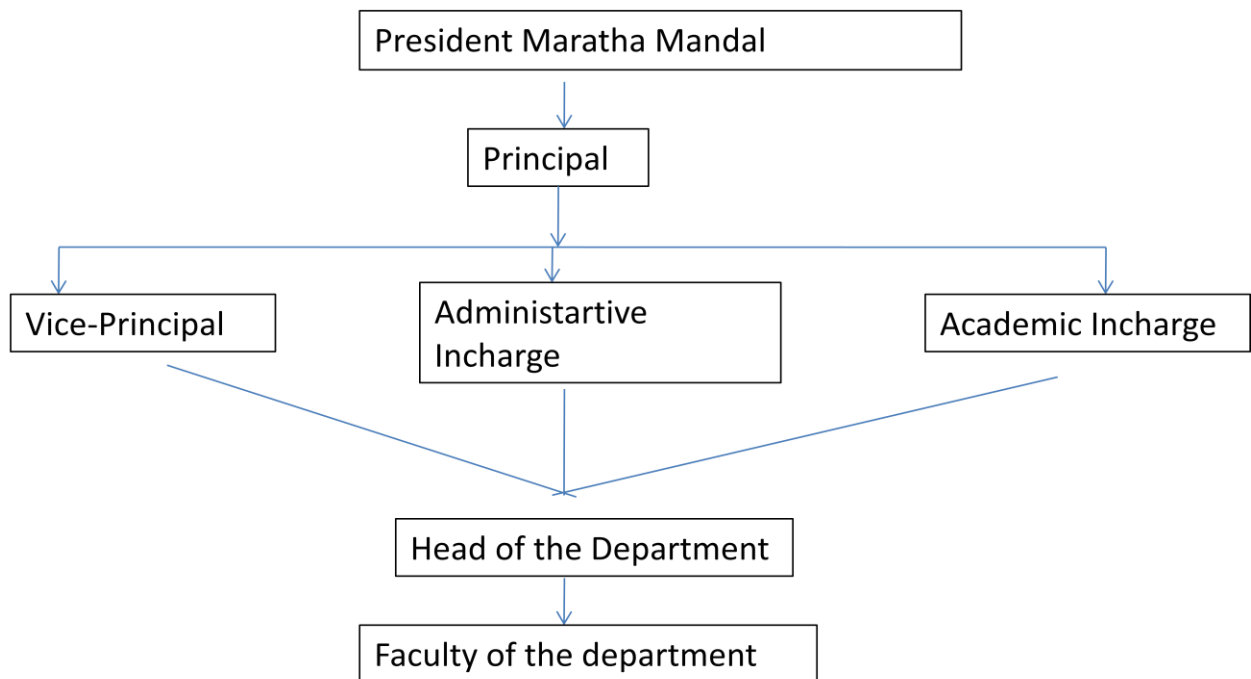 President Maratha Mandal
Principal
Vice-Principal
Administartive
Incharge
Academic Incharge
Head of the Department
Faculty of the department